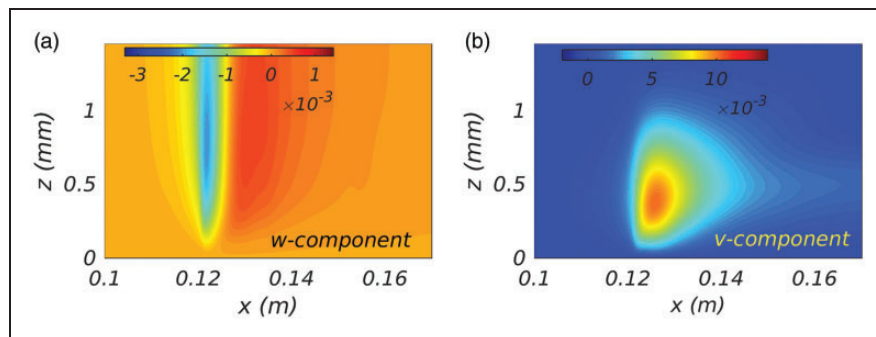 (a)
-3 -2 -1 0 1
×10-3
z (mm)
1
0.5
0
w-component
0.1 0.12 0.14 0.16
x (m)
(b)
0 5 10
×10-3
z (mm)
1
0.5
0
v-component
0.1 0.12 0.14 0.16
x (m)